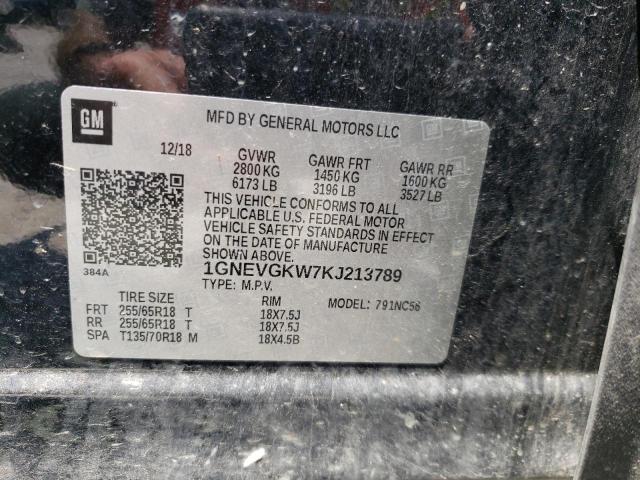 GM
MFD BY GENERAL MOTORS LLC
12/18 GVWR GAWR FRT GAWR RR
2800 KG 1450 KG 1600 KG
6173 LB 3196 LB 3527 LB
THIS VEHICLE CONFORMS TO ALL
APPLICABLE U.S. FEDERAL MOTOR
VEHICLE SAFETY STANDARDS IN EFFECT
ON THE DATE OF MANUFACTURE
SHOWN ABOVE.
384A
1GNEVGKW7KJ213789
TYPE: M.P.V.
TIRE SIZE RIM MODEL: 791NC56
FRT 255/65R18 T 18X7.5J
RR 255/65R18 T 18X7.5J
SPA T135/70R18 M 18X4.5B